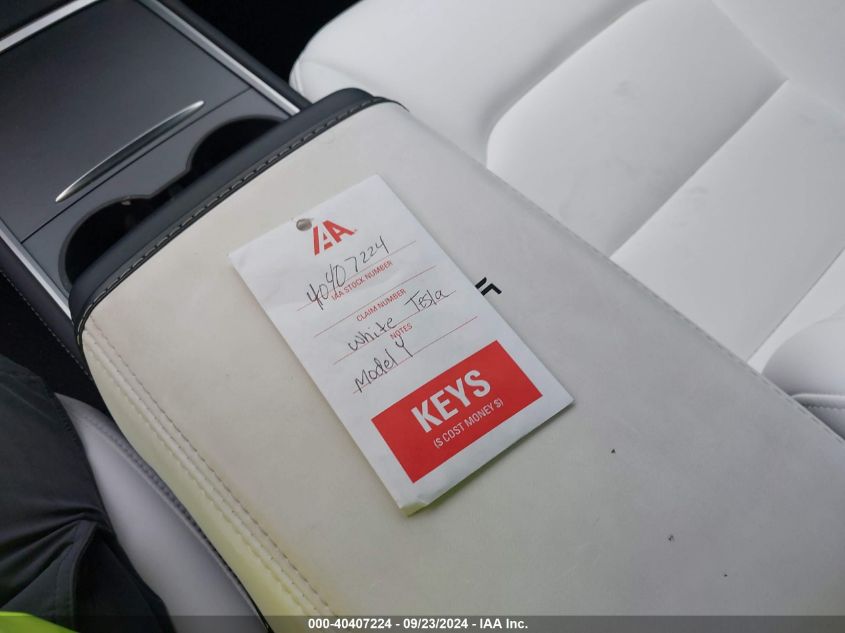 IAA
40407224
IAA STOCK NUMBER
CLAIM NUMBER
White Tesla
NOTES
Model Y
KEYS
($ COST MONEY $)
000-40407224 - 09/23/2024 - IAA Inc.